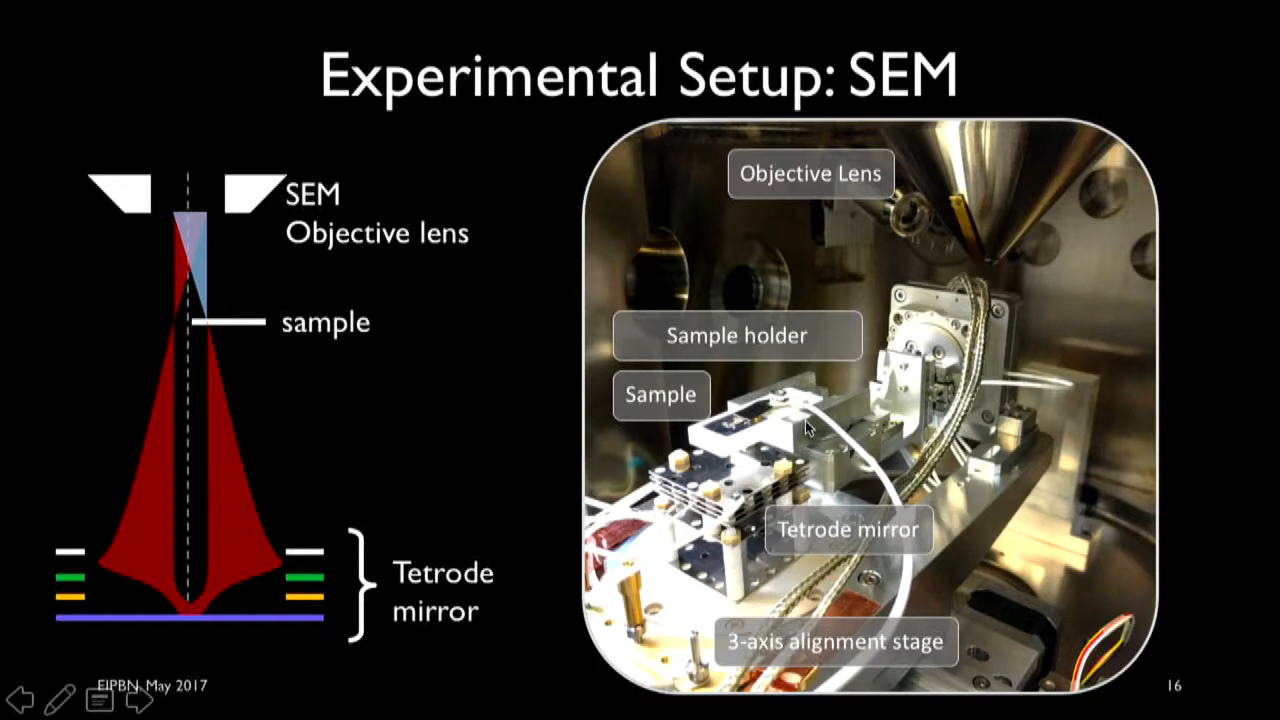 Experimental Setup: SEM
SEM
Objective lens
sample
Tetrode
mirror
Objective Lens
Sample holder
Sample
Tetrode mirror
3-axis alignment stage
EIPBN, May 2017
16